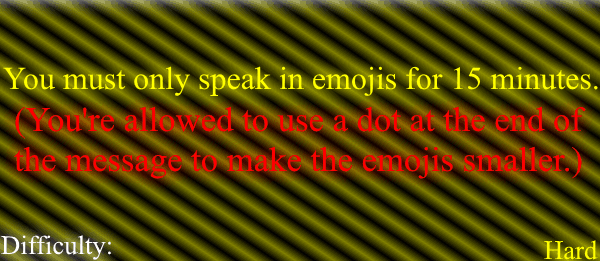 You must only speak in emojis for 15 minutes.
(You're allowed to use a dot at the end of
the message to make the emojis smaller.)
Difficulty:
Hard